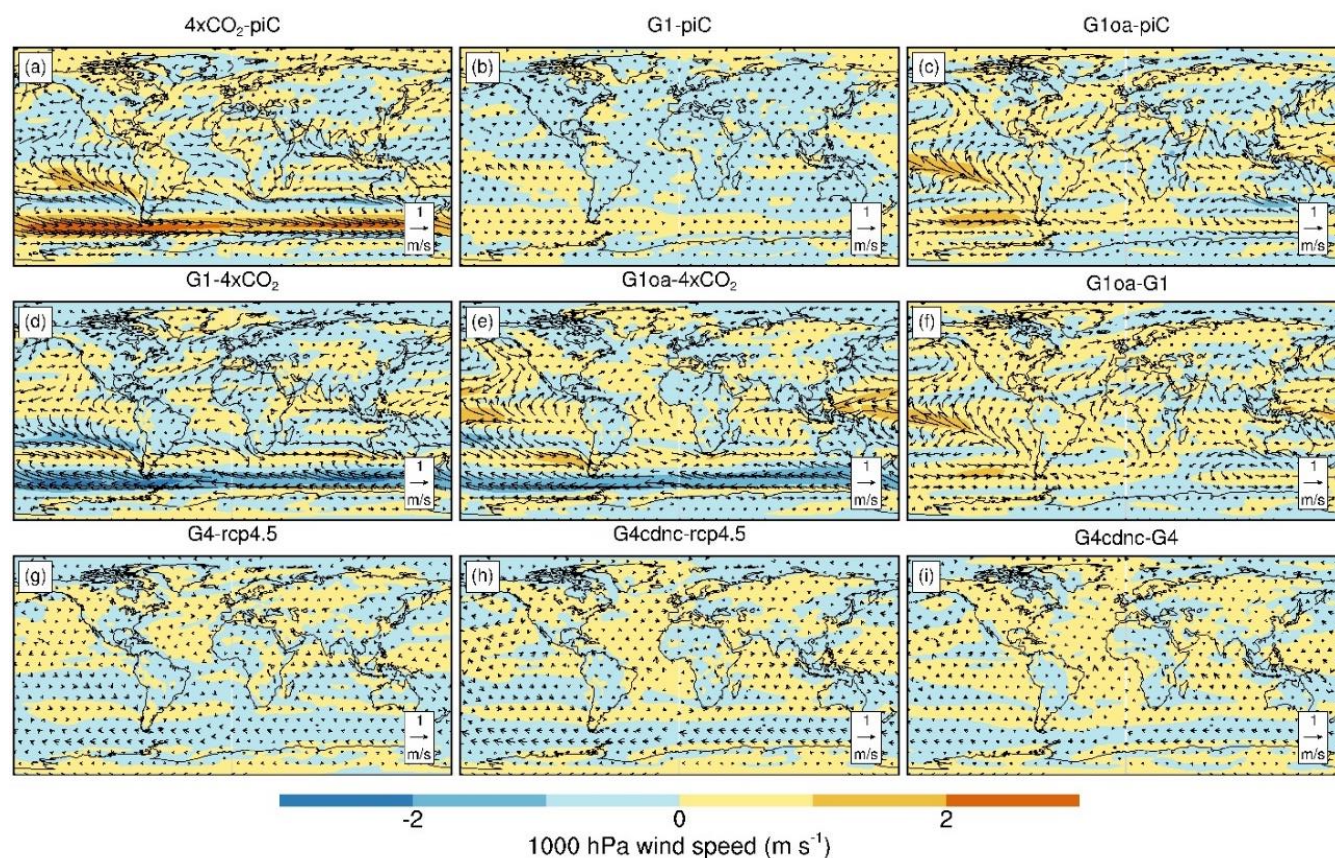 4xCO₂-piC G1-piC G1oa-piC
(a) (b) (c)
1 1 1
m/s m/s m/s
G1-4xCO₂ G1oa-4xCO₂ G1oa-G1
(d) (e) (f)
1 1 1
m/s m/s m/s
G4-rcp4.5 G4cdnc-rcp4.5 G4cdnc-G4
(g) (h) (i)
1 1 1
m/s m/s m/s
-2 0 2
1000 hPa wind speed (m s⁻¹)